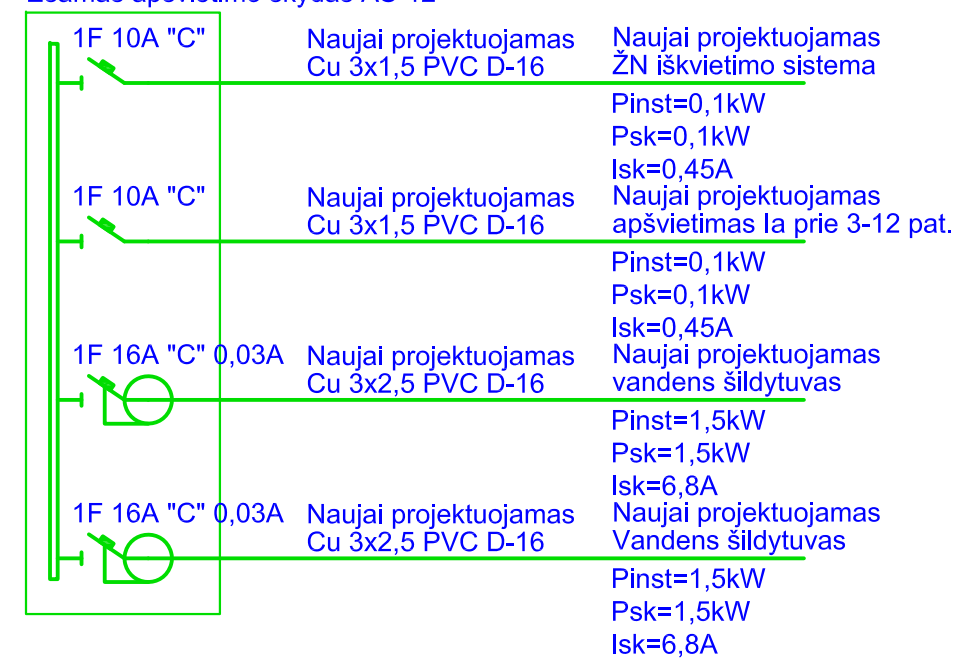 1F 10A "C"
Naujai projektuojamas
Cu 3x1,5 PVC D-16
Naujai projektuojamas
ŽN iškvietimo sistema
Pinst=0,1kW
Psk=0,1kW
Isk=0,45A
1F 10A "C"
Naujai projektuojamas
Cu 3x1,5 PVC D-16
Naujai projektuojamas
apšvietimas Ia prie 3-12 pat.
Pinst=0,1kW
Psk=0,1kW
Isk=0,45A
1F 16A "C" 0,03A
Naujai projektuojamas
Cu 3x2,5 PVC D-16
Naujai projektuojamas
vandens šildytuvas
Pinst=1,5kW
Psk=1,5kW
Isk=6,8A
1F 16A "C" 0,03A
Naujai projektuojamas
Cu 3x2,5 PVC D-16
Naujai projektuojamas
Vandens šildytuvas
Pinst=1,5kW
Psk=1,5kW
Isk=6,8A